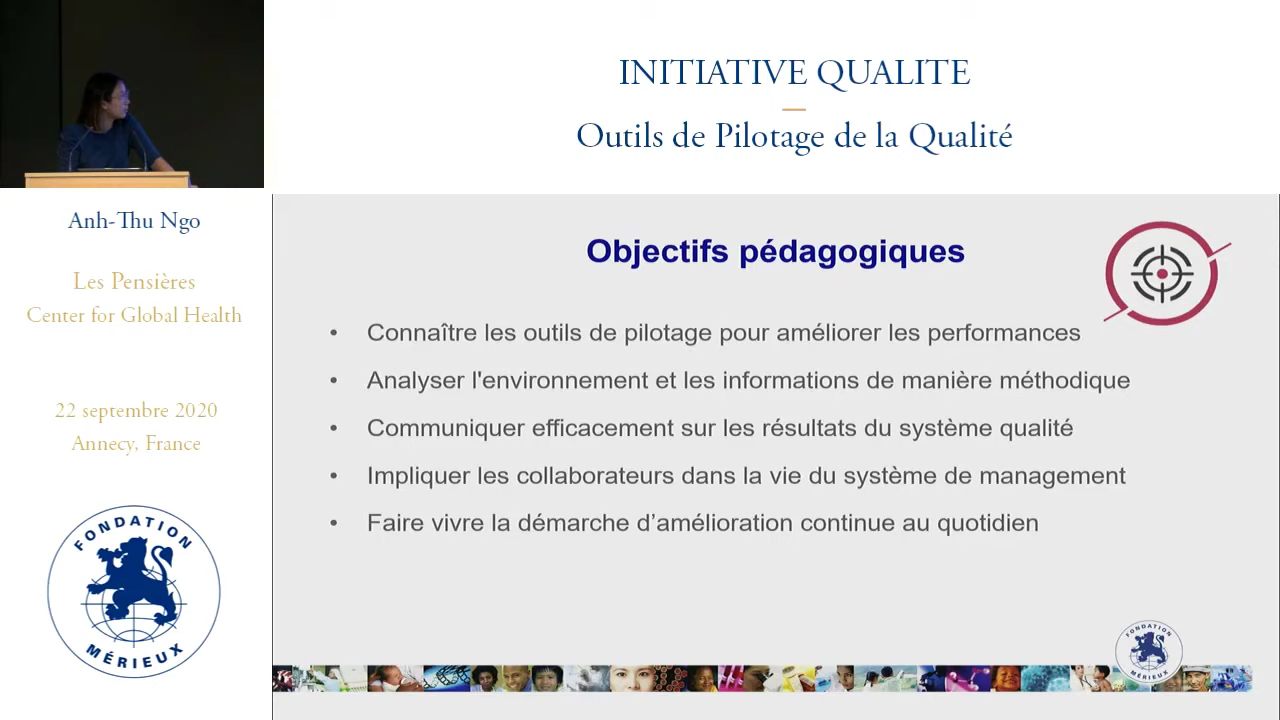 INITIATIVE QUALITE
Outils de Pilotage de la Qualité
Anh-Thu Ngo
Les Pensières
Center for Global Health
22 septembre 2020
Annecy, France
FONDATION
MÉRIEUX
Objectifs pédagogiques
• Connaître les outils de pilotage pour améliorer les performances
• Analyser l'environnement et les informations de manière méthodique
• Communiquer efficacement sur les résultats du système qualité
• Impliquer les collaborateurs dans la vie du système de management
• Faire vivre la démarche d’amélioration continue au quotidien
FONDATION
MÉRIEUX